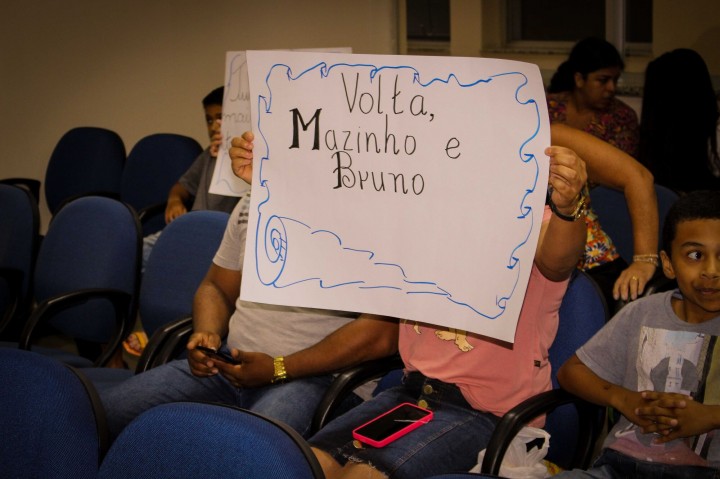 Volta,
Mazinho e
Bruno